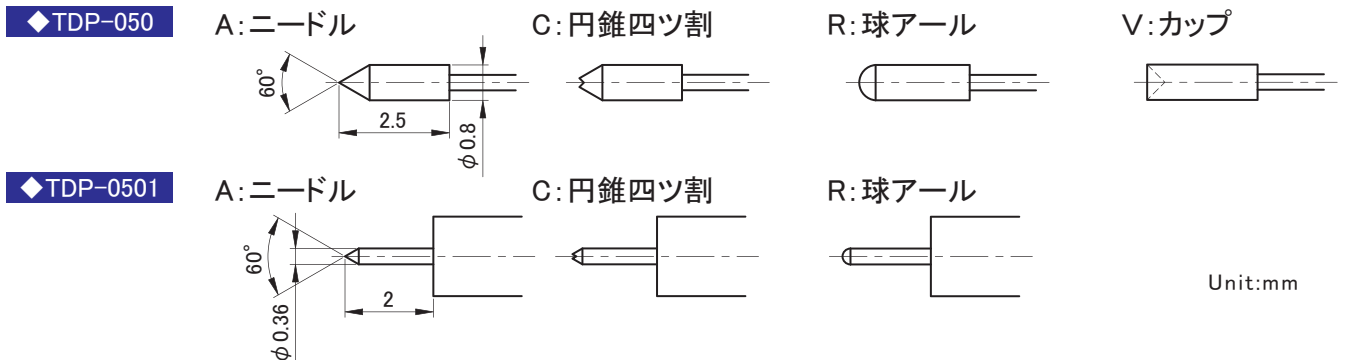 ◆TDP-050
A:ニードル
C:円錐四ツ割
R:球アール
V:カップ
60°
2.5
φ0.8
◆TDP-0501
A:ニードル
C:円錐四ツ割
R:球アール
60°
φ0.36
2
Unit:mm